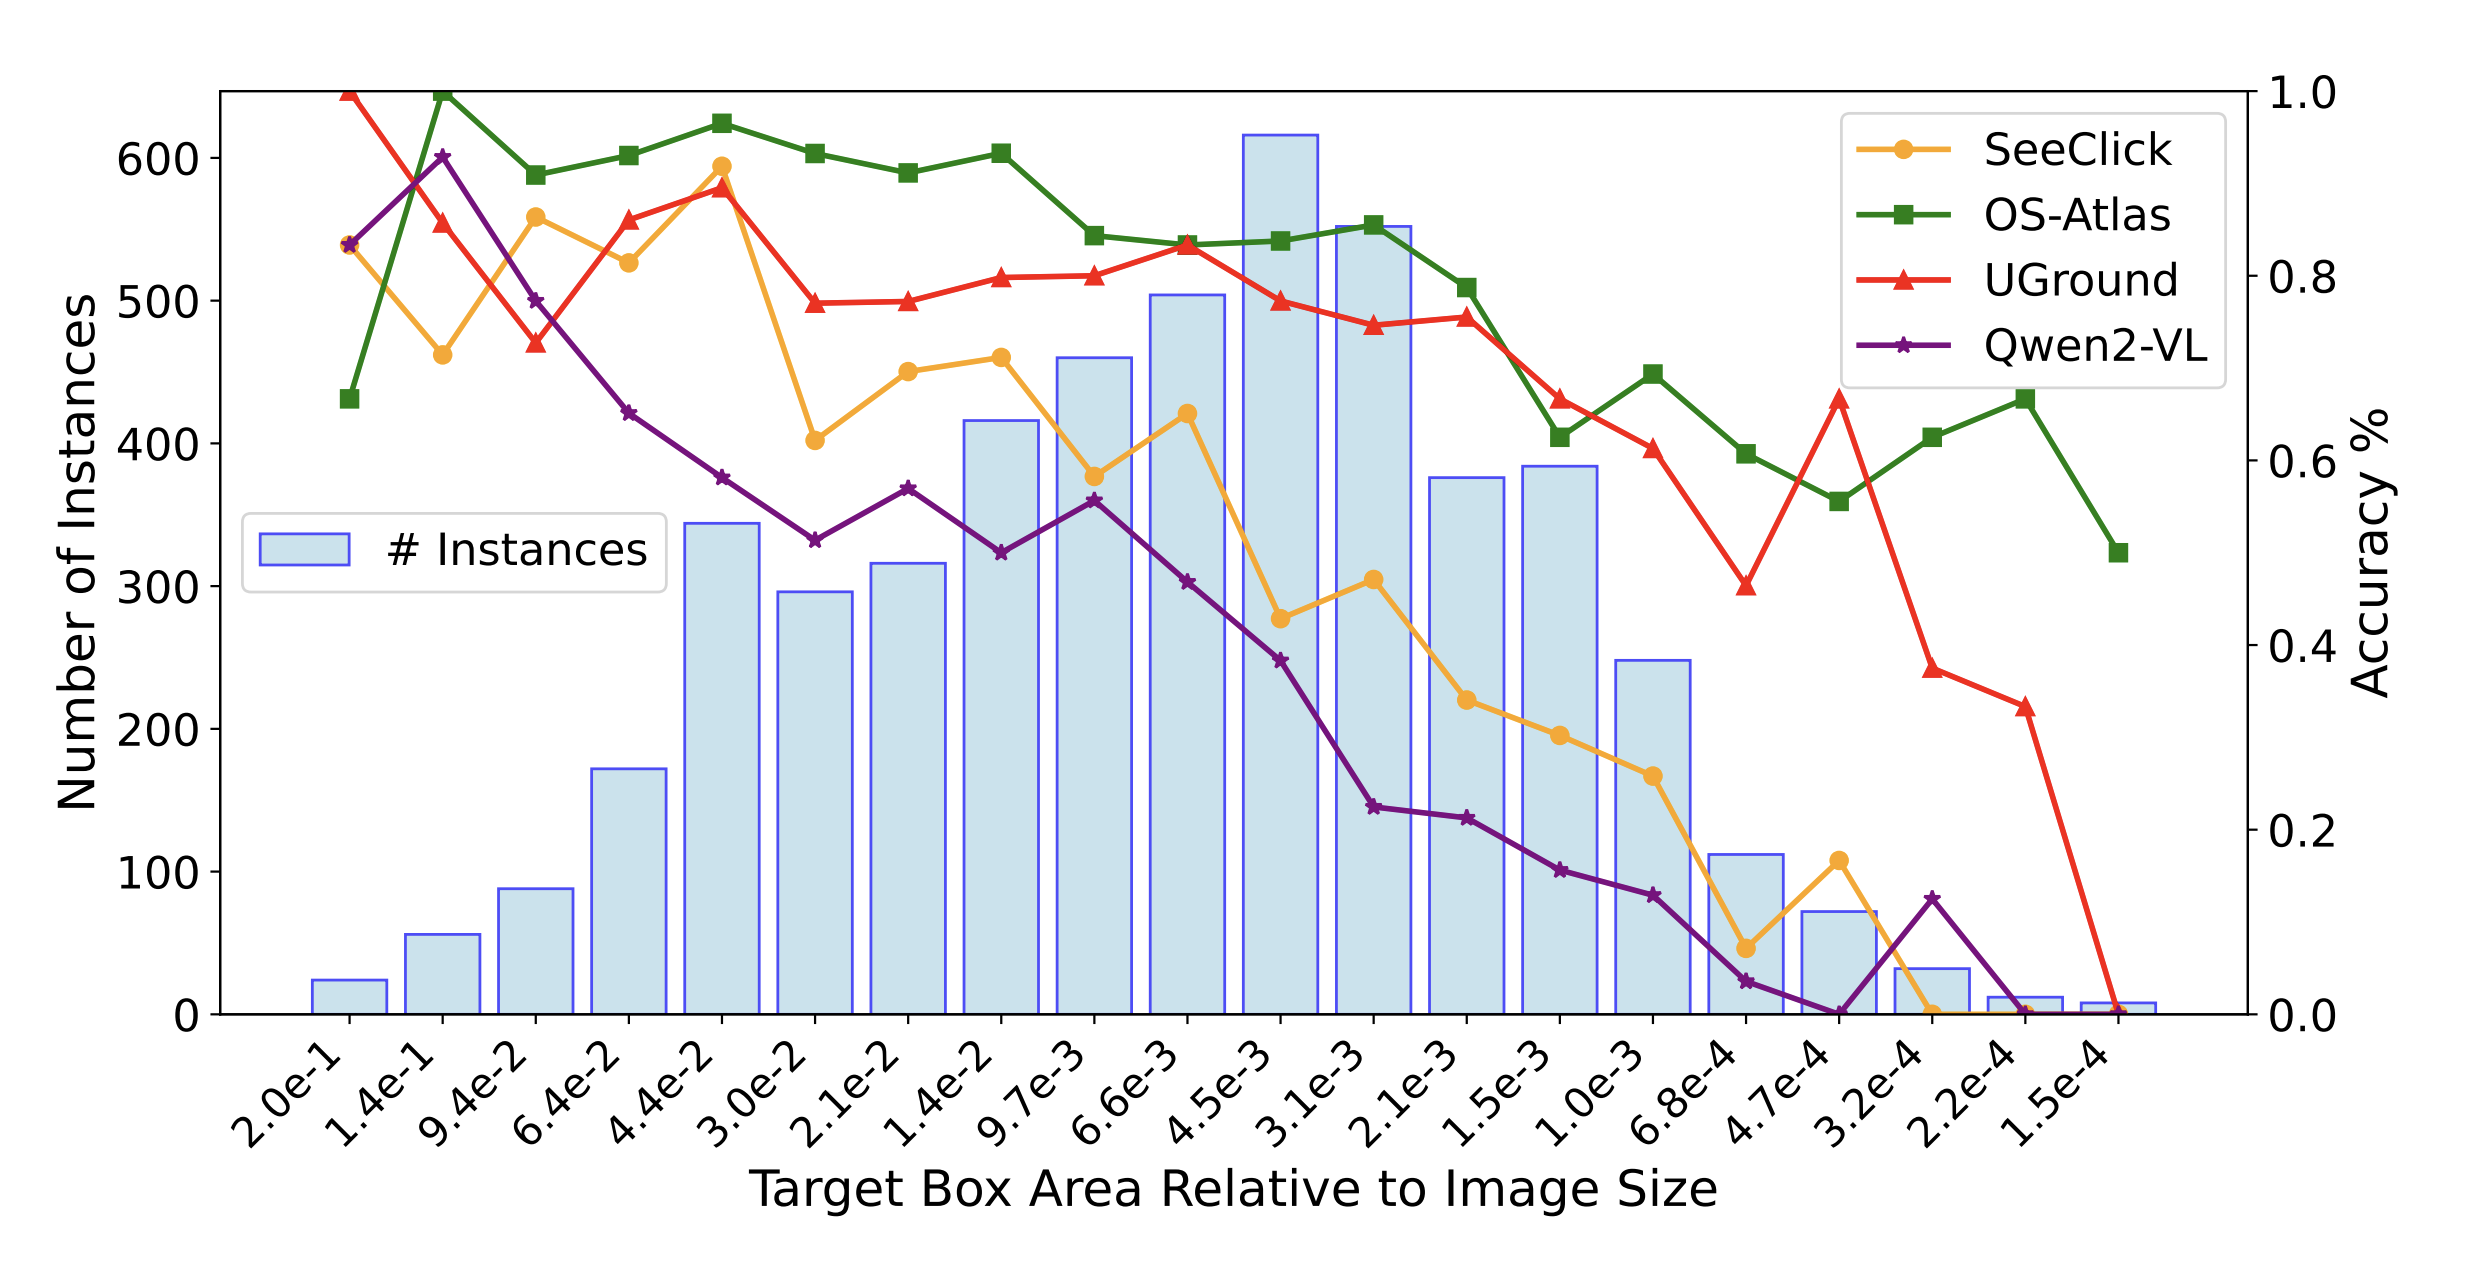 Number of Instances
600
500
400
300
200
100
0
# Instances
SeeClick
OS-Atlas
UGround
Qwen2-VL
1.0
0.8
0.6
0.4
0.2
0.0
Accuracy %
2.0e-1
1.4e-1
9.4e-2
6.4e-2
4.4e-2
3.0e-2
2.1e-2
1.4e-2
9.7e-3
6.6e-3
4.5e-3
3.1e-3
2.1e-3
1.5e-3
1.0e-3
6.8e-4
4.7e-4
3.2e-4
2.2e-4
1.5e-4
Target Box Area Relative to Image Size